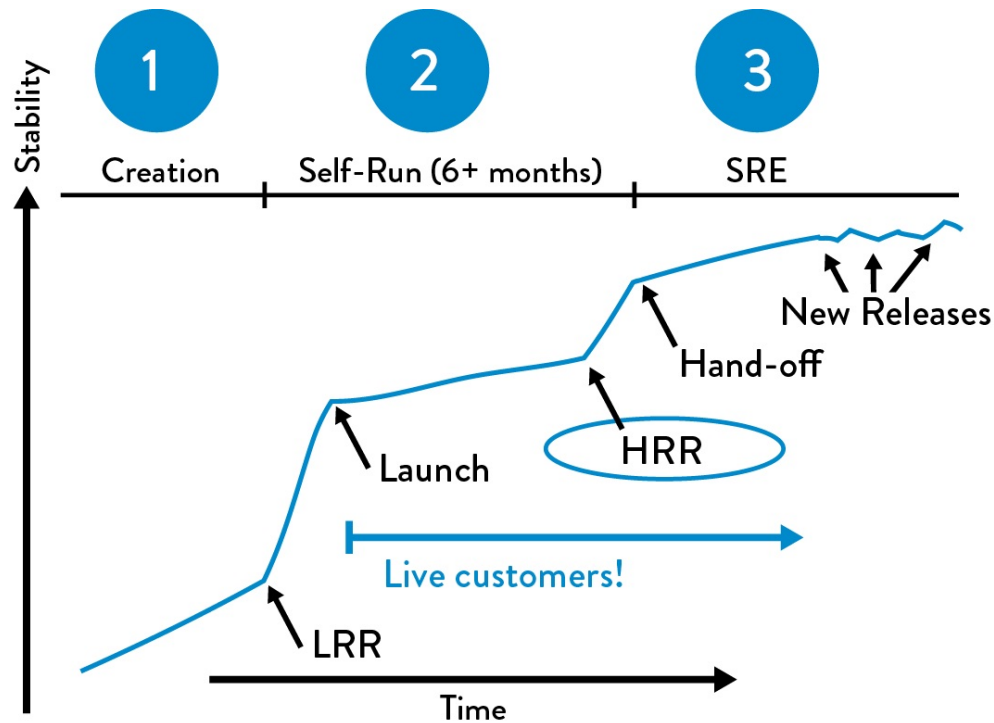 1
2
3
Stability
Creation
Self-Run (6+ months)
SRE
New Releases
Hand-off
HRR
Launch
Live customers!
LRR
Time